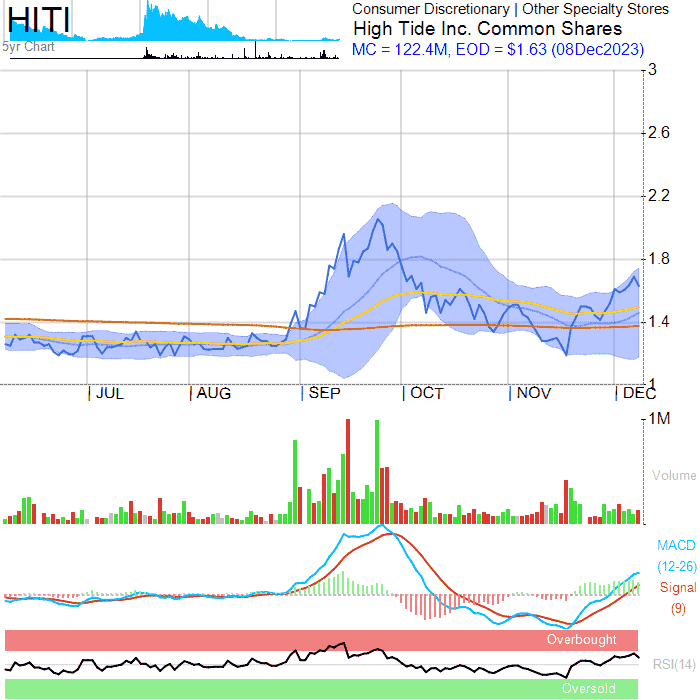 HITI
5yr Chart
Consumer Discretionary | Other Specialty Stores
High Tide Inc. Common Shares
MC = 122.4M, EOD = $1.63 (08Dec2023)
3
2.6
2.2
1.8
1.4
1
JUL AUG SEP OCT NOV DEC
1M
Volume
MACD
(12-26)
Signal
(9)
Overbought
RSI(14)
Oversold